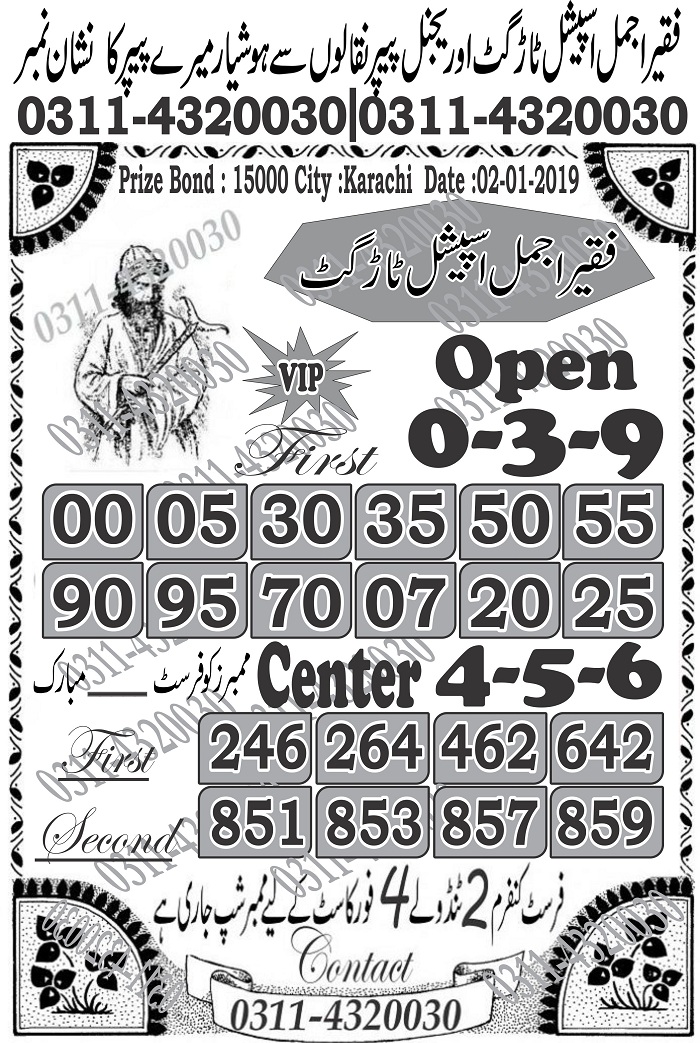 فقیر اجمل اسپیشل ٹارگٹ اوریجنل پیپر نقالوں سے ہوشیار میرے پیپر کا نشان نمبر
0311-4320030|0311-4320030
Prize Bond : 15000 City :Karachi Date :02-01-2019
فقیر اجمل اسپیشل ٹارگٹ
VIP
Open
First
0-3-9
00 05 30 35 50 55
90 95 70 07 20 25
ممبرز کو فرسٹ ___ مبارک
Center 4-5-6
First
246 264 462 642
Second
851 853 857 859
فرسٹ کنفرم 2 ٹنڈولے 4 فورکاسٹ کے لیے ممبر شپ جاری ہے
Contact
0311-4320030